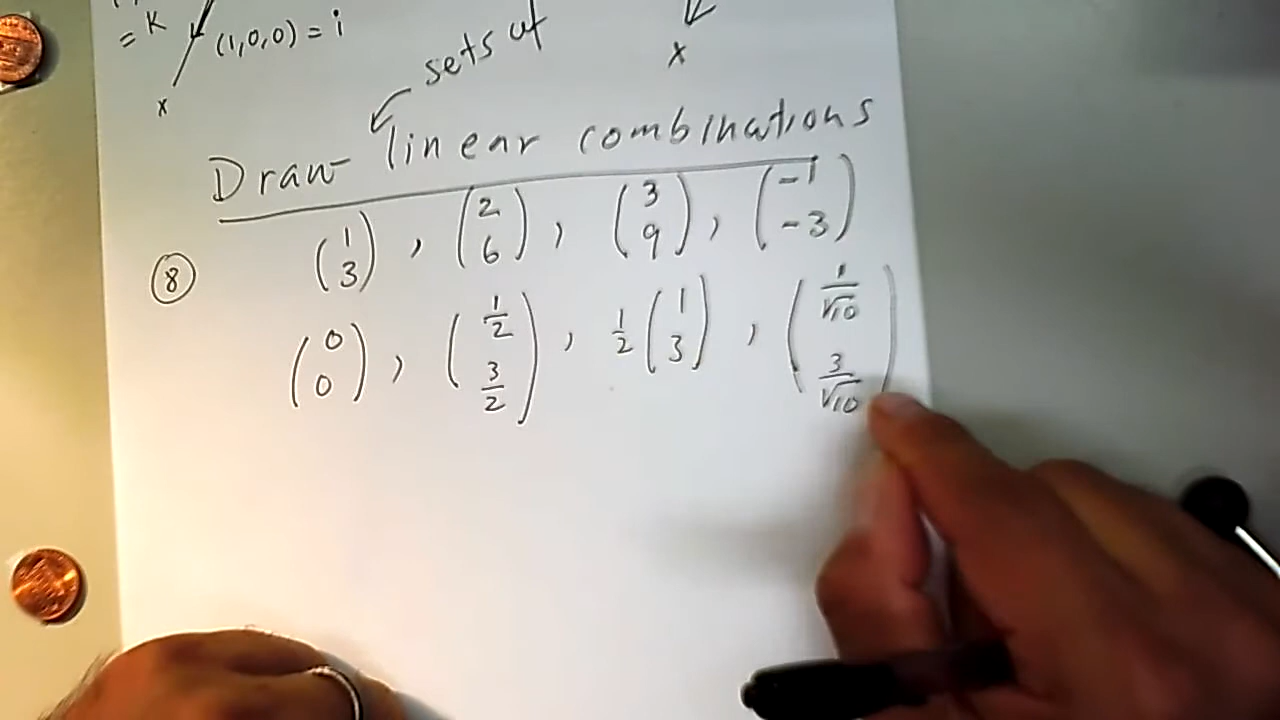 = K (1,0,0) = i
x
x
sets of
Draw linear combinations
⑧ (1 3), (2 6), (3 9), (-1 -3)
(0 0), (1/2 3/2), 1/2 (1 3), (1/√10 3/√10)